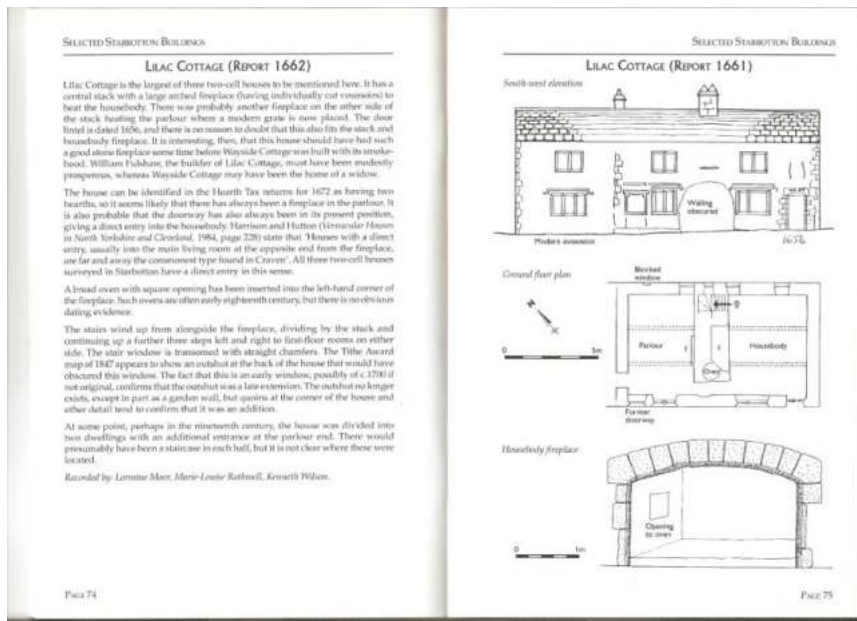 SELECTED STARBOTTON BUILDINGS
LILAC COTTAGE (REPORT 1662)
Lilac Cottage is the largest of three two-cell houses to be mentioned here. It has a
central stack with a large arched fireplace (having individually cut voussoirs) to
heat the housebody. There was probably another fireplace on the other side of
the stack heating the parlour where a modern grate is now placed. The door
lintel is dated 1656, and there is no reason to doubt that this also fits the stack and
housebody fireplace. It is interesting, then, that this house should have had such
a good stone fireplace some time before Wayside Cottage was built with its smoke-
hood. William Fulshaw, the builder of Lilac Cottage, must have been modestly
prosperous, whereas Wayside Cottage may have been the home of a widow.
The house can be identified in the Hearth Tax returns for 1672 as having two
hearths, so it seems likely that there has always been a fireplace in the parlour. It
is also probable that the doorway has also always been in its present position,
giving a direct entry into the housebody. Harrison and Hutton (Vernacular Houses
in North Yorkshire and Cleveland, 1984, page 228) state that 'Houses with a direct
entry, usually into the main living room at the opposite end from the fireplace,
are far and away the commonest type found in Craven'. All three two-cell houses
surveyed in Starbotton have a direct entry in this sense.
A bread oven with square opening has been inserted into the left-hand corner of
the fireplace. Such ovens are often early eighteenth century, but there is no obvious
dating evidence.
The stairs wind up from alongside the fireplace, dividing by the stack and
continuing up a further three steps left and right to first-floor rooms on either
side. The stair window is transomed with straight chamfers. The Tithe Award
map of 1847 appears to show an outshut at the back of the house that would have
obscured this window. The fact that this is an early window, possibly of c.1700 if
not original, confirms that the outshut was a late extension. The outshut no longer
exists, except in part as a garden wall, but quoins at the corner of the house and
other detail tend to confirm that it was an addition.
At some point, perhaps in the nineteenth century, the house was divided into
two dwellings with an additional entrance at the parlour end. There would
presumably have been a staircase in each half, but it is not clear where these were
located.
Recorded by: Lorraine Moor, Marie-Louise Rathmell, Kenneth Wilson.
PAGE 74
SELECTED STARBOTTON BUILDINGS
LILAC COTTAGE (REPORT 1661)
South-west elevation
Walling
obscured
Modern extension
1656
Ground floor plan
Blocked
window
N
0
1m
Parlour
f
f
Housebody
Oven
Former
doorway
Housebody fireplace
Opening
to oven
0
1m
PAGE 75